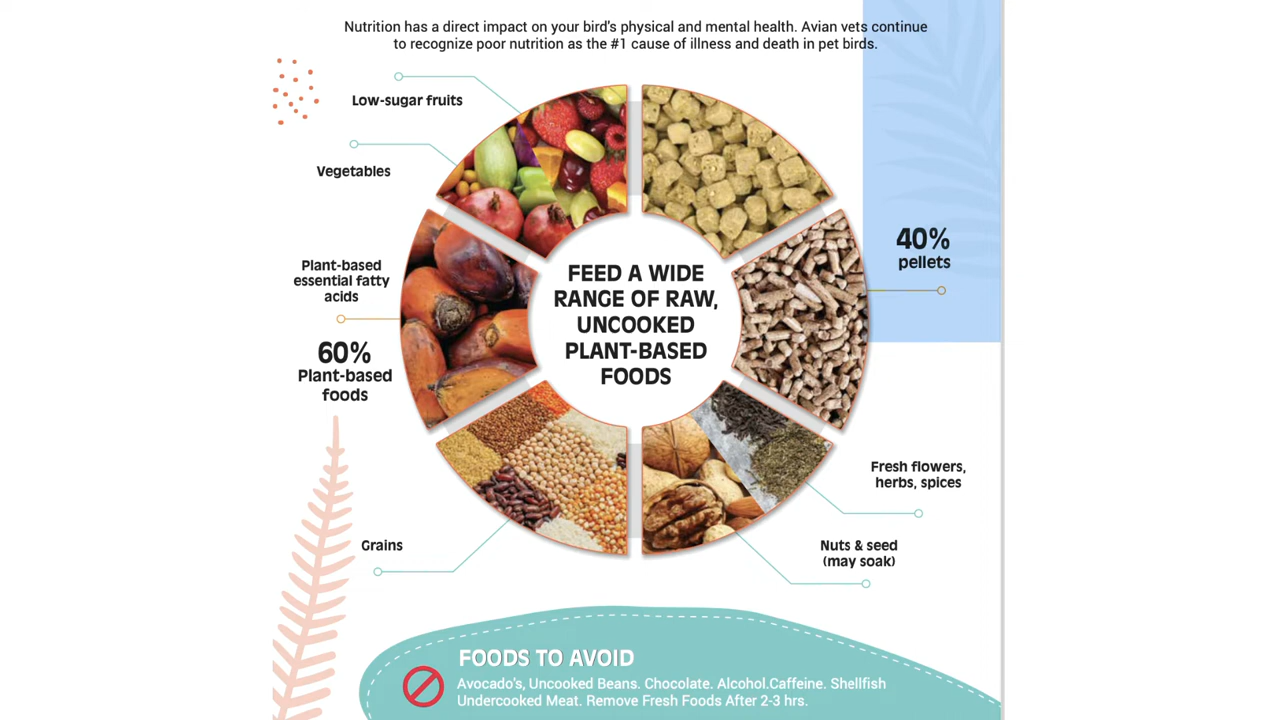 Nutrition has a direct impact on your bird's physical and mental health. Avian vets continue
to recognize poor nutrition as the #1 cause of illness and death in pet birds.
Low-sugar fruits
Vegetables
Plant-based
essential fatty
acids
60%
Plant-based
foods
Grains
FEED A WIDE
RANGE OF RAW,
UNCOOKED
PLANT-BASED
FOODS
40%
pellets
Fresh flowers,
herbs, spices
Nuts & seed
(may soak)
FOODS TO AVOID
Avocado's, Uncooked Beans. Chocolate. Alcohol.Caffeine. Shellfish
Undercooked Meat. Remove Fresh Foods After 2-3 hrs.